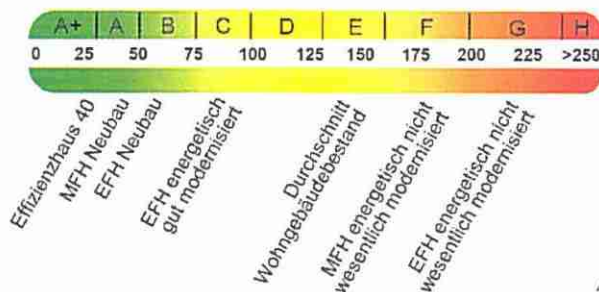 A+ A B C D E F G H
0 25 50 75 100 125 150 175 200 225 >250
Effizienzhaus 40
MFH Neubau
EFH Neubau
EFH energetisch
gut modernisiert
Durchschnitt
Wohngebäudebestand
MFH energetisch nicht
wesentlich modernisiert
EFH energetisch nicht
wesentlich modernisiert